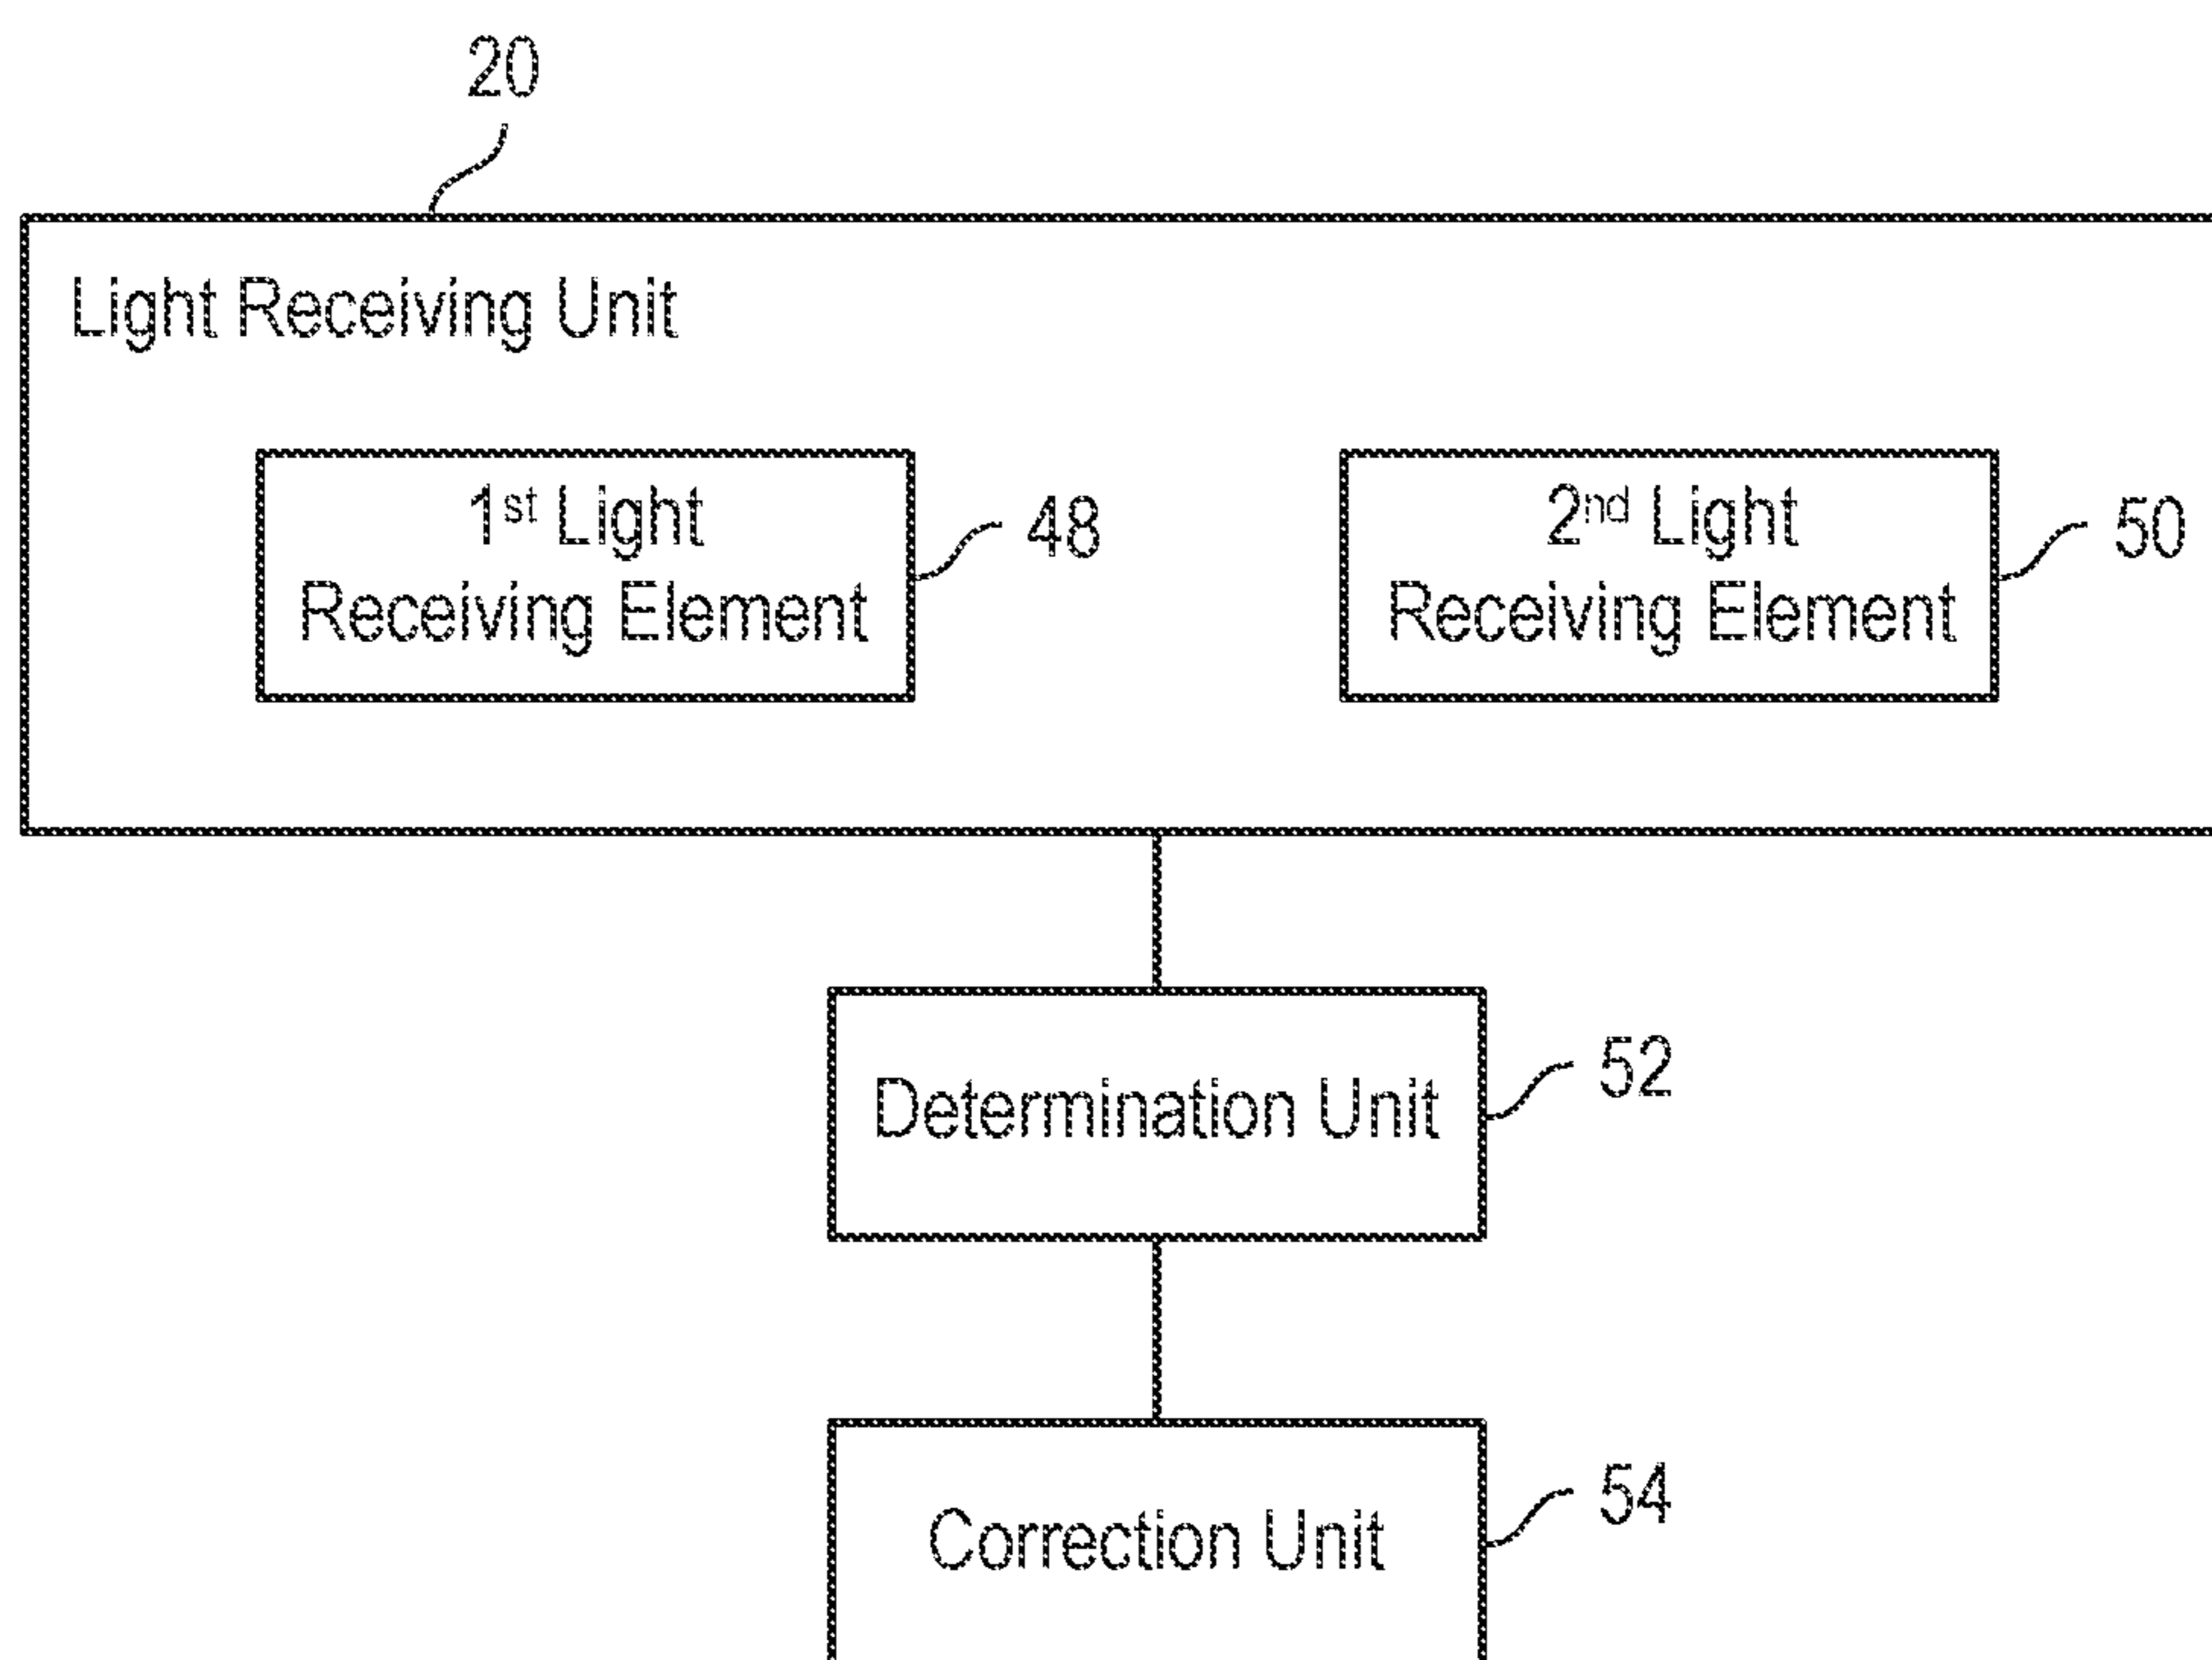 20
Light Receiving Unit
1st Light
Receiving Element
48
2nd Light
Receiving Element
50
Determination Unit
52
Correction Unit
54